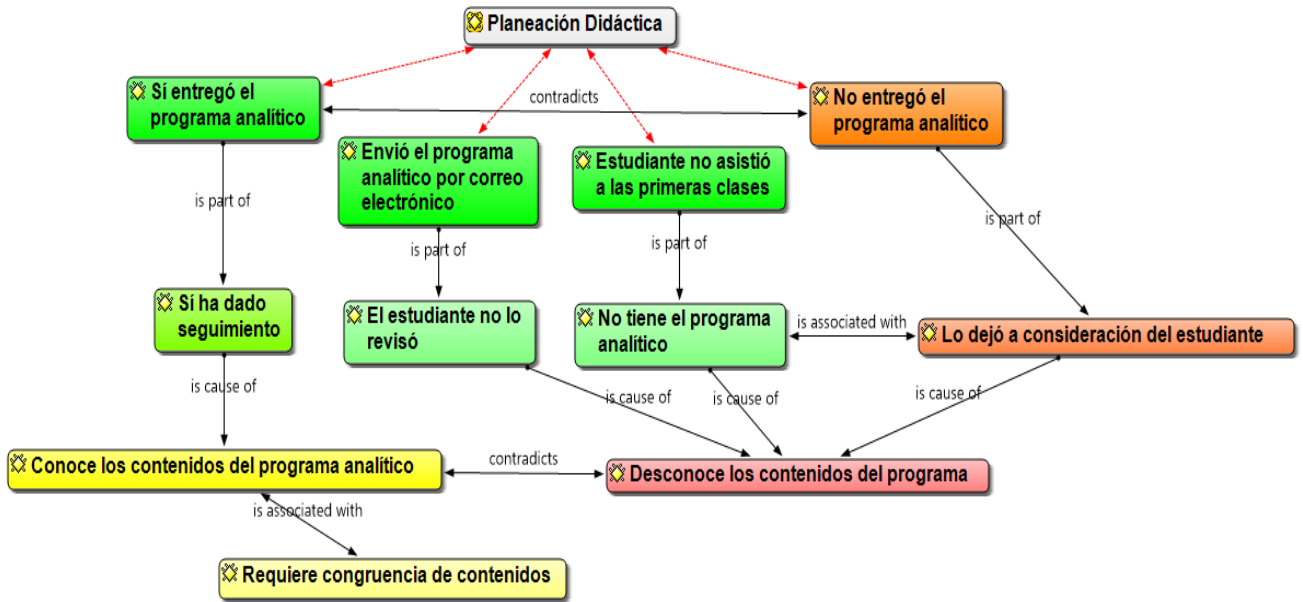 Planeación Didáctica
Sí entregó el
programa analítico
contradicts
No entregó el
programa analítico
Envió el programa
analítico por correo
electrónico
Estudiante no asistió
a las primeras clases
is part of
is part of
is part of
is part of
Sí ha dado
seguimiento
El estudiante no lo
revisó
No tiene el programa
analítico
is associated with
Lo dejó a consideración del estudiante
is cause of
is cause of
is cause of
is cause of
Conoce los contenidos del programa analítico
contradicts
Desconoce los contenidos del programa
is associated with
Requiere congruencia de contenidos